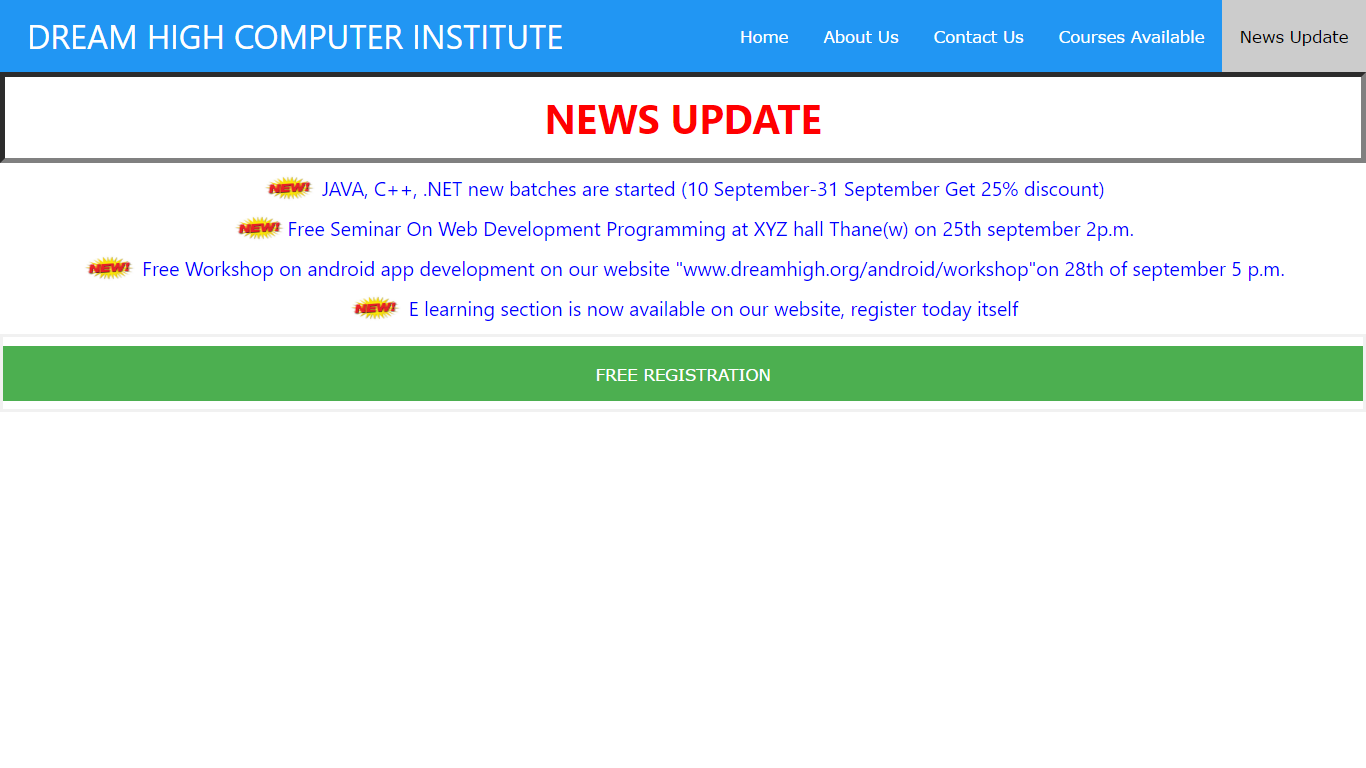 DREAM HIGH COMPUTER INSTITUTE Home About Us Contact Us Courses Available News Update
NEWS UPDATE
NEW! JAVA, C++, .NET new batches are started (10 September-31 September Get 25% discount)
NEW! Free Seminar On Web Development Programming at XYZ hall Thane(w) on 25th september 2p.m.
NEW! Free Workshop on android app development on our website "www.dreamhigh.org/android/workshop"on 28th of september 5 p.m.
NEW! E learning section is now available on our website, register today itself
FREE REGISTRATION